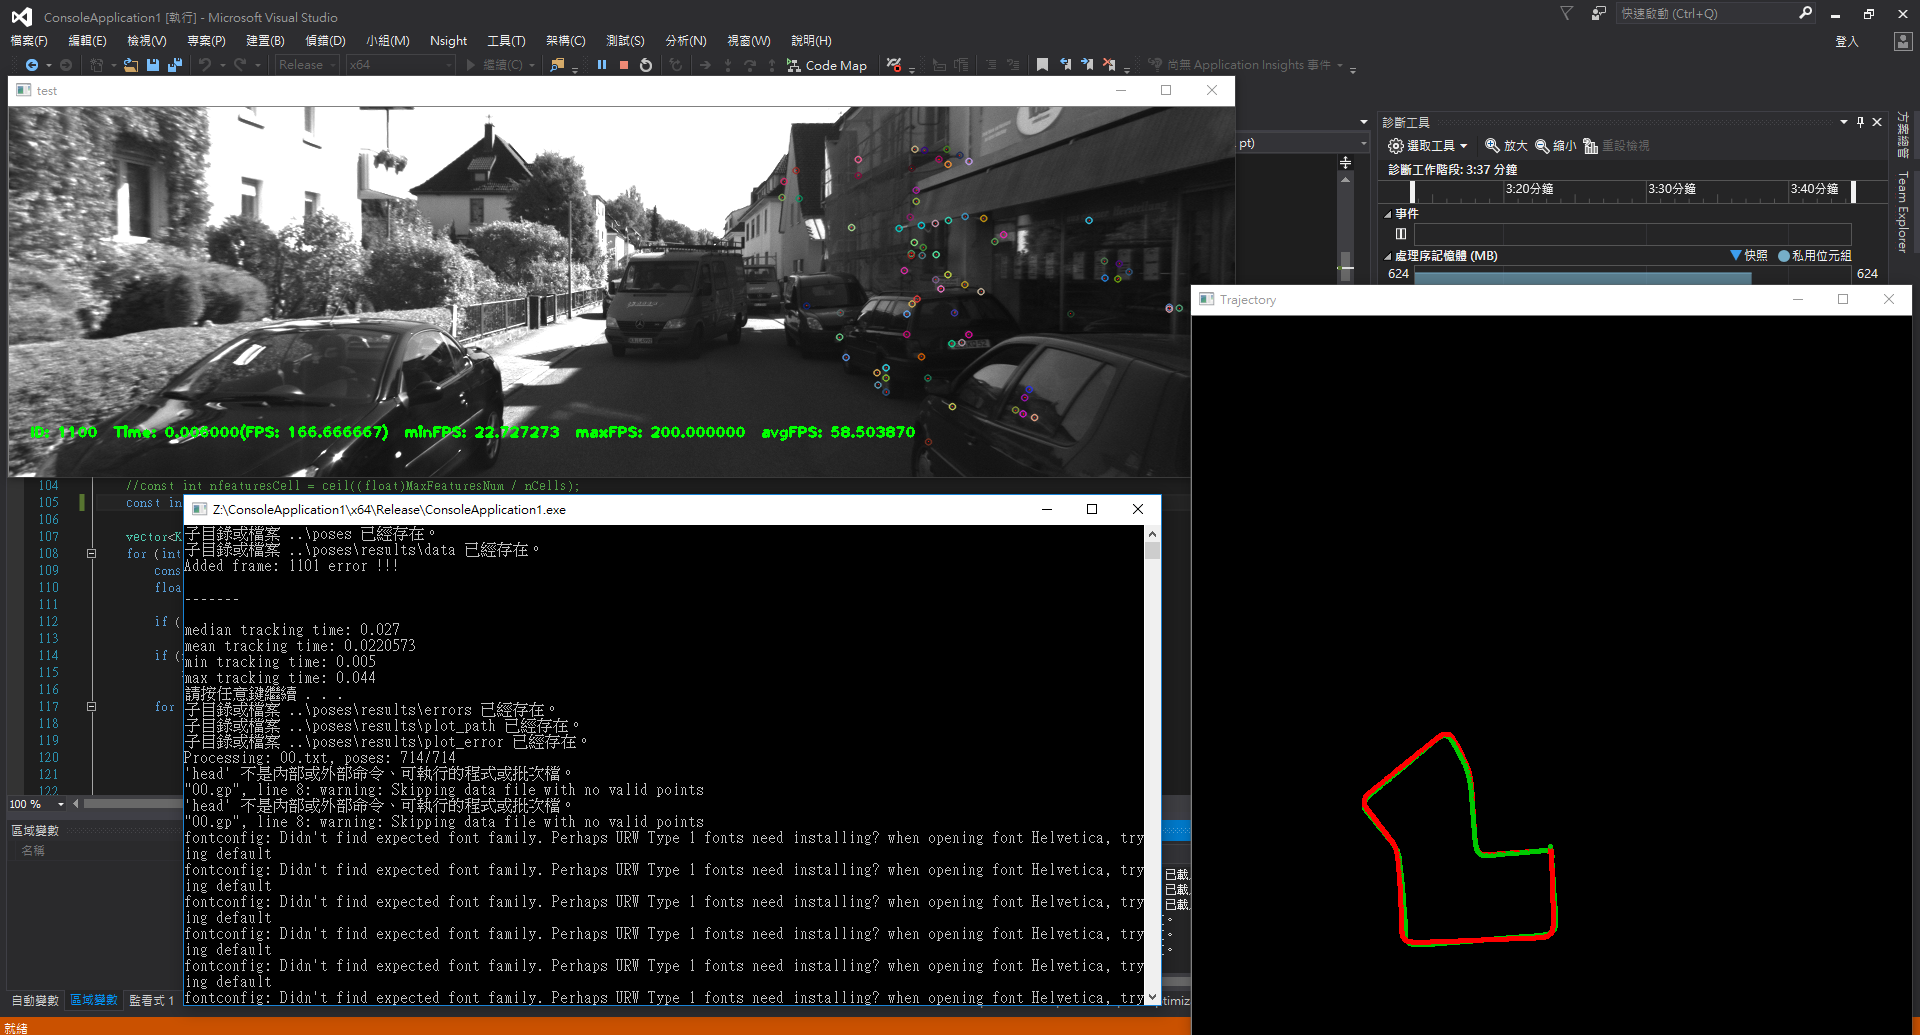 ConsoleApplication1 [執行] - Microsoft Visual Studio
快速啟動 (Ctrl+Q)
檔案(F) 編輯(E) 檢視(V) 專案(P) 建置(B) 偵錯(D) 小組(M) Nsight 工具(T) 架構(C) 測試(S) 分析(N) 視窗(W) 說明(H)
登入
Release x64 繼續(C) Code Map 尚無 Application Insights 事件
test
ID: 1100 Time: 0.006000(FPS: 166.666667) minFPS: 22.727273 maxFPS: 200.000000 avgFPS: 58.503870
pt)
診斷工具
選取工具 放大 縮小 重設檢視
診斷工作階段: 3:37 分鐘
3:20分鐘 3:30分鐘 3:40分鐘
事件
處理序記憶體 (MB) 快照 私用位元組
624 624
方案總管
Team Explorer
Trajectory
104 //const int nfeaturesCell = ceil((float)MaxFeaturesNum / nCells);
105 const in
106
107 vector<K
108 for (int
109 cons
110 floa
111
112 if (
113
114 if (
115
116
117 for
118
119
120
121
122
100 %
區域變數
名稱
自動變數 區域變數 監看式 1
就緒
Z:\ConsoleApplication1\x64\Release\ConsoleApplication1.exe
子目錄或檔案 ..\poses 已經存在。
子目錄或檔案 ..\poses\results\data 已經存在。
Added frame: 1101 error !!!
-------
median tracking time: 0.027
mean tracking time: 0.0220573
min tracking time: 0.005
max tracking time: 0.044
請按任意鍵繼續 . . .
子目錄或檔案 ..\poses\results\errors 已經存在。
子目錄或檔案 ..\poses\results\plot_path 已經存在。
子目錄或檔案 ..\poses\results\plot_error 已經存在。
Processing: 00.txt, poses: 714/714
'head' 不是內部或外部命令、可執行的程式或批次檔。
"00.gp", line 8: warning: Skipping data file with no valid points
'head' 不是內部或外部命令、可執行的程式或批次檔。
"00.gp", line 8: warning: Skipping data file with no valid points
fontconfig: Didn't find expected font family. Perhaps URW Type 1 fonts need installing? when opening font Helvetica, try
ing default
fontconfig: Didn't find expected font family. Perhaps URW Type 1 fonts need installing? when opening font Helvetica, try
ing default
fontconfig: Didn't find expected font family. Perhaps URW Type 1 fonts need installing? when opening font Helvetica, try
ing default
fontconfig: Didn't find expected font family. Perhaps URW Type 1 fonts need installing? when opening font Helvetica, try
ing default
fontconfig: Didn't find expected font family. Perhaps URW Type 1 fonts need installing? when opening font Helvetica, try
ing default
fontconfig: Didn't find expected font family. Perhaps URW Type 1 fonts need installing? when opening font Helvetica, try
已載
已載
已載
timiz